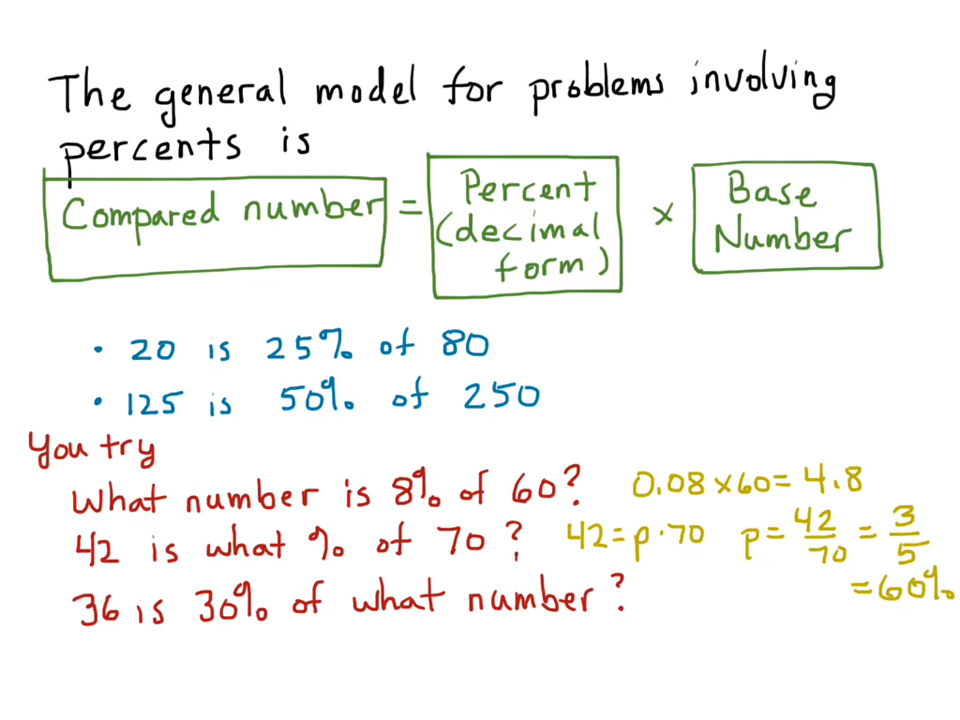 The general model for problems involving
percents is
Compared number = Percent (decimal form) × Base Number
• 20 is 25% of 80
• 125 is 50% of 250
You try
What number is 8% of 60? 0.08 × 60 = 4.8
42 is what % of 70? 42 = p · 70 p = 42/70 = 3/5
= 60%
36 is 30% of what number?